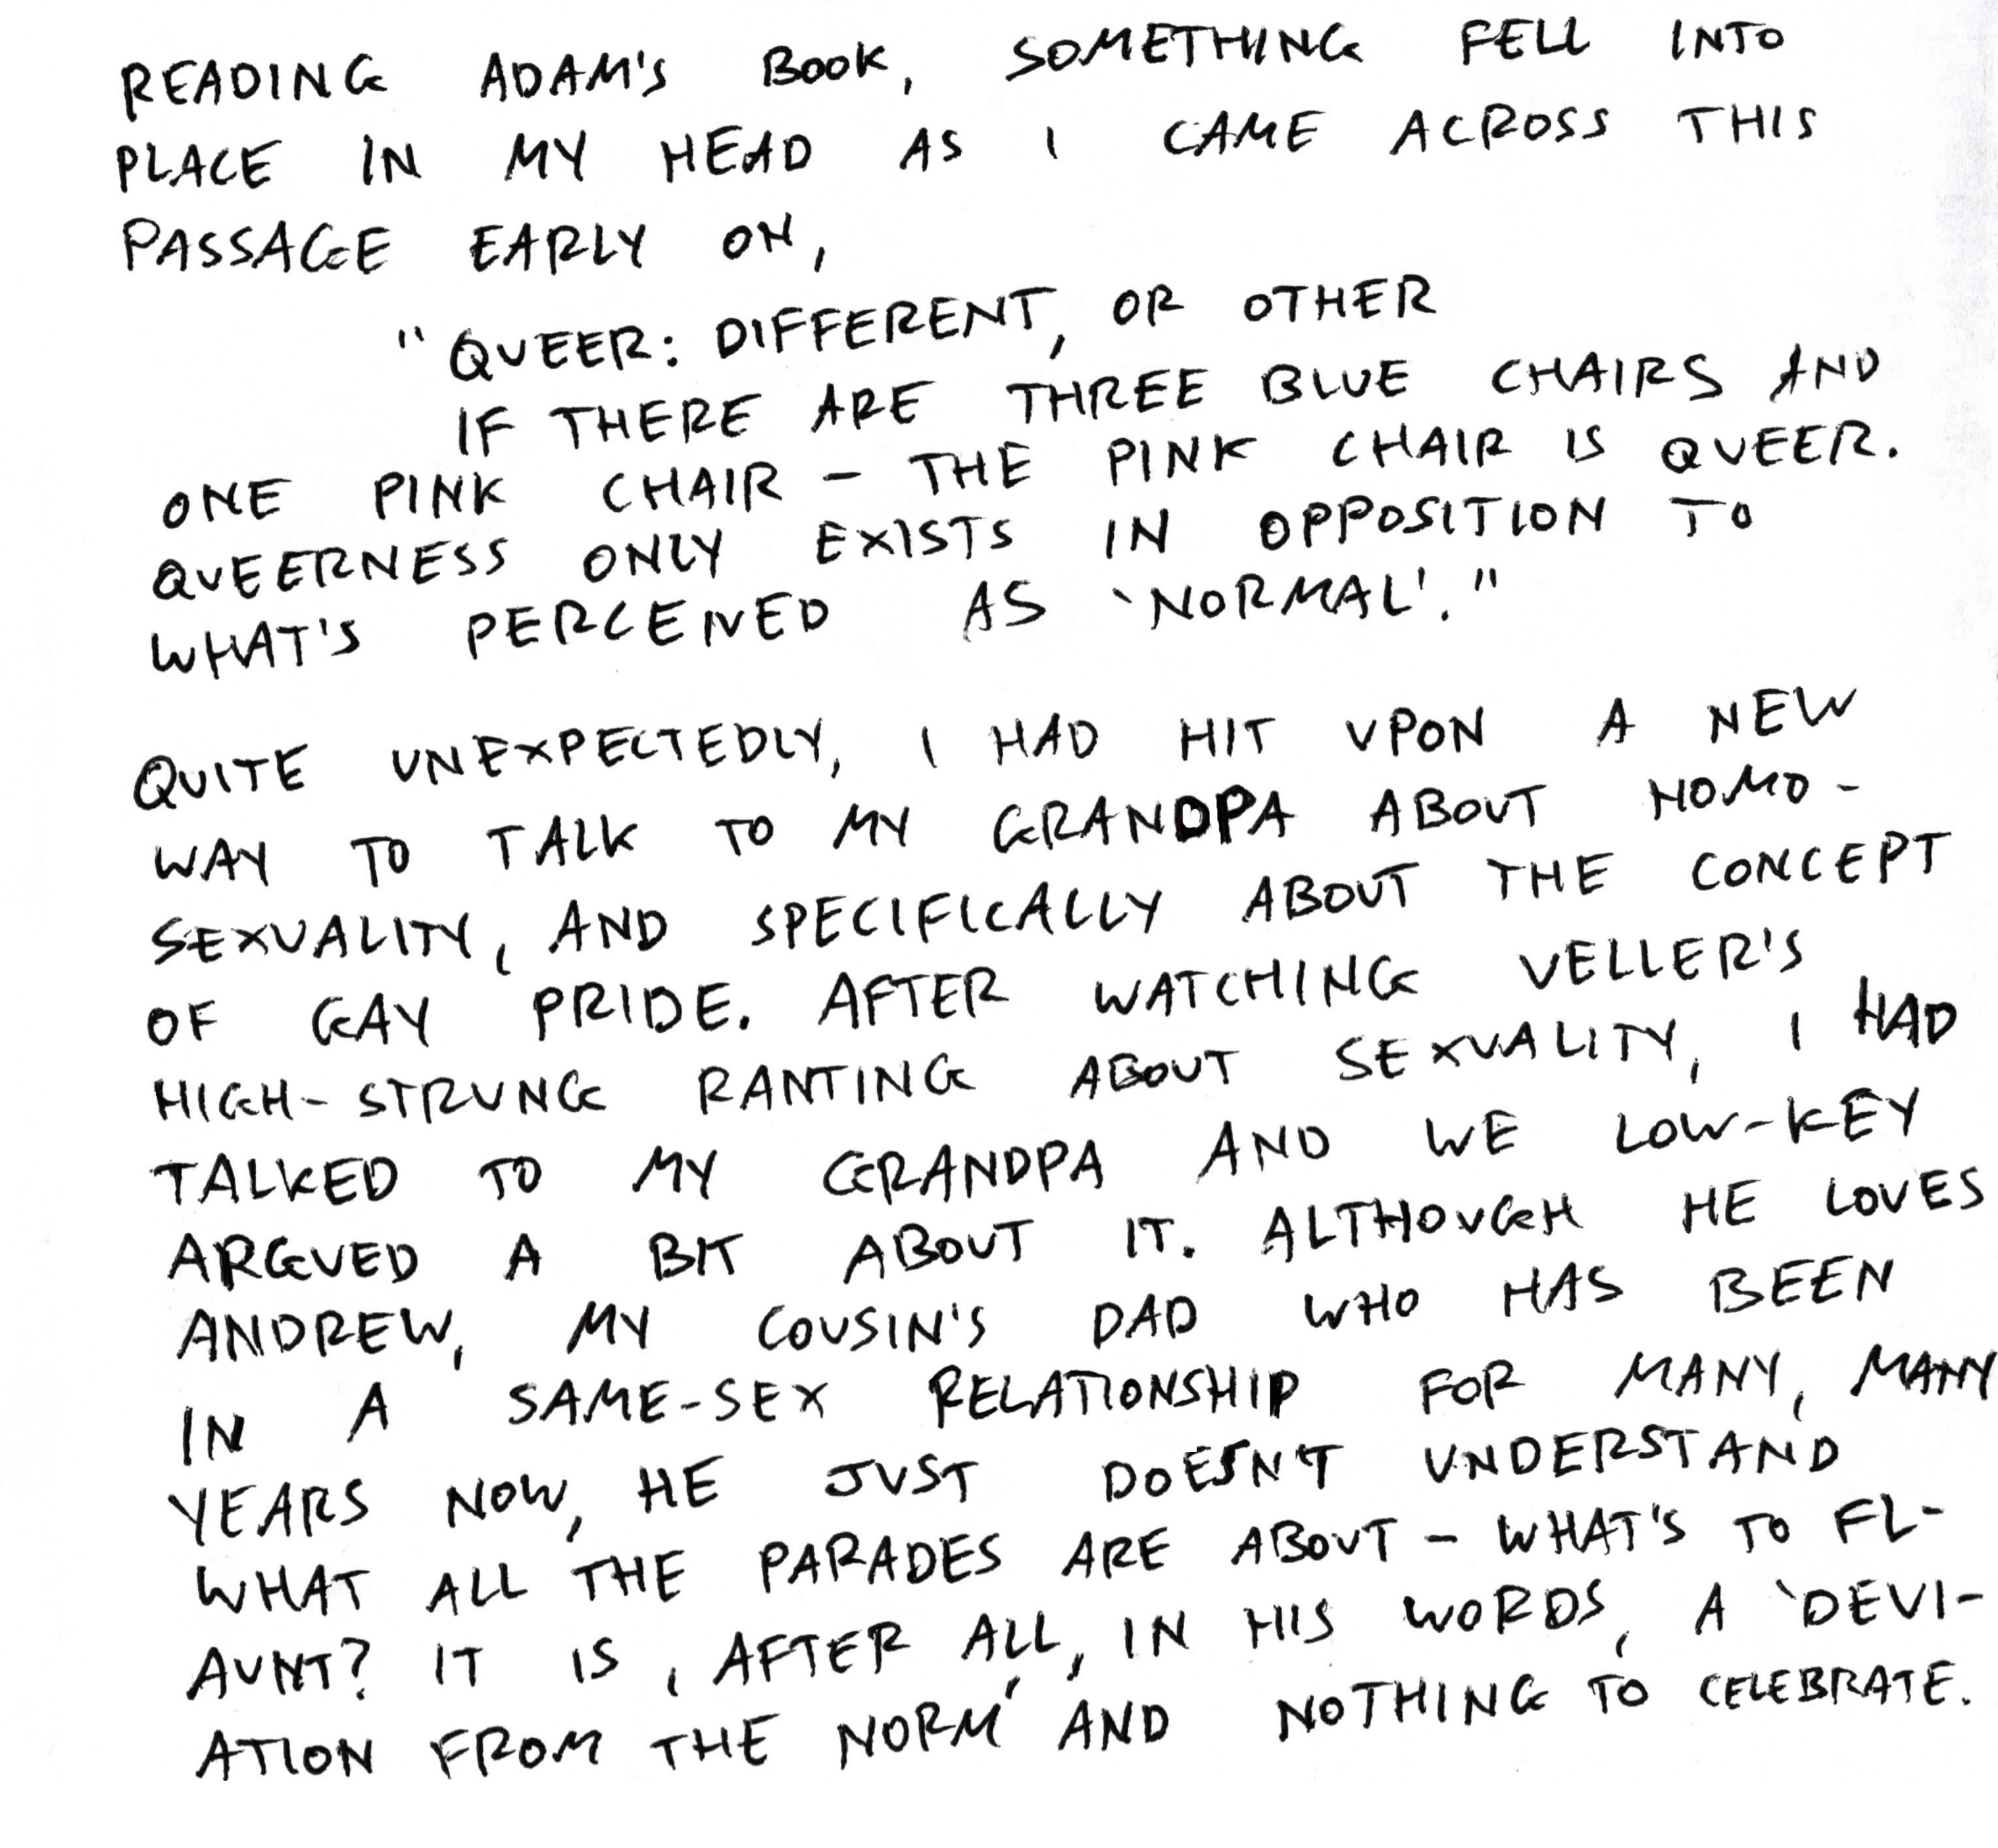 READING ADAM'S BOOK, SOMETHING FELL INTO
PLACE IN MY HEAD AS I CAME ACROSS THIS
PASSAGE EARLY ON,
"QUEER: DIFFERENT, OR OTHER
IF THERE ARE THREE BLUE CHAIRS AND
ONE PINK CHAIR – THE PINK CHAIR IS QUEER.
QUEERNESS ONLY EXISTS IN OPPOSITION TO
WHAT'S PERCEIVED AS 'NORMAL'."
QUITE UNEXPECTEDLY, I HAD HIT UPON A NEW
WAY TO TALK TO MY GRANDPA ABOUT HOMO-
SEXUALITY, AND SPECIFICALLY ABOUT THE CONCEPT
OF GAY PRIDE. AFTER WATCHING VELLER'S
HIGH-STRUNG RANTING ABOUT SEXUALITY, I HAD
TALKED TO MY GRANDPA AND WE LOW-KEY
ARGUED A BIT ABOUT IT. ALTHOUGH HE LOVES
ANDREW, MY COUSIN'S DAD WHO HAS BEEN
IN A SAME-SEX RELATIONSHIP FOR MANY, MANY
YEARS NOW, HE JUST DOESN'T UNDERSTAND
WHAT ALL THE PARADES ARE ABOUT – WHAT'S TO FL-
AUNT? IT IS, AFTER ALL, IN HIS WORDS, A 'DEVI-
ATION FROM THE NORM' AND NOTHING TO CELEBRATE.